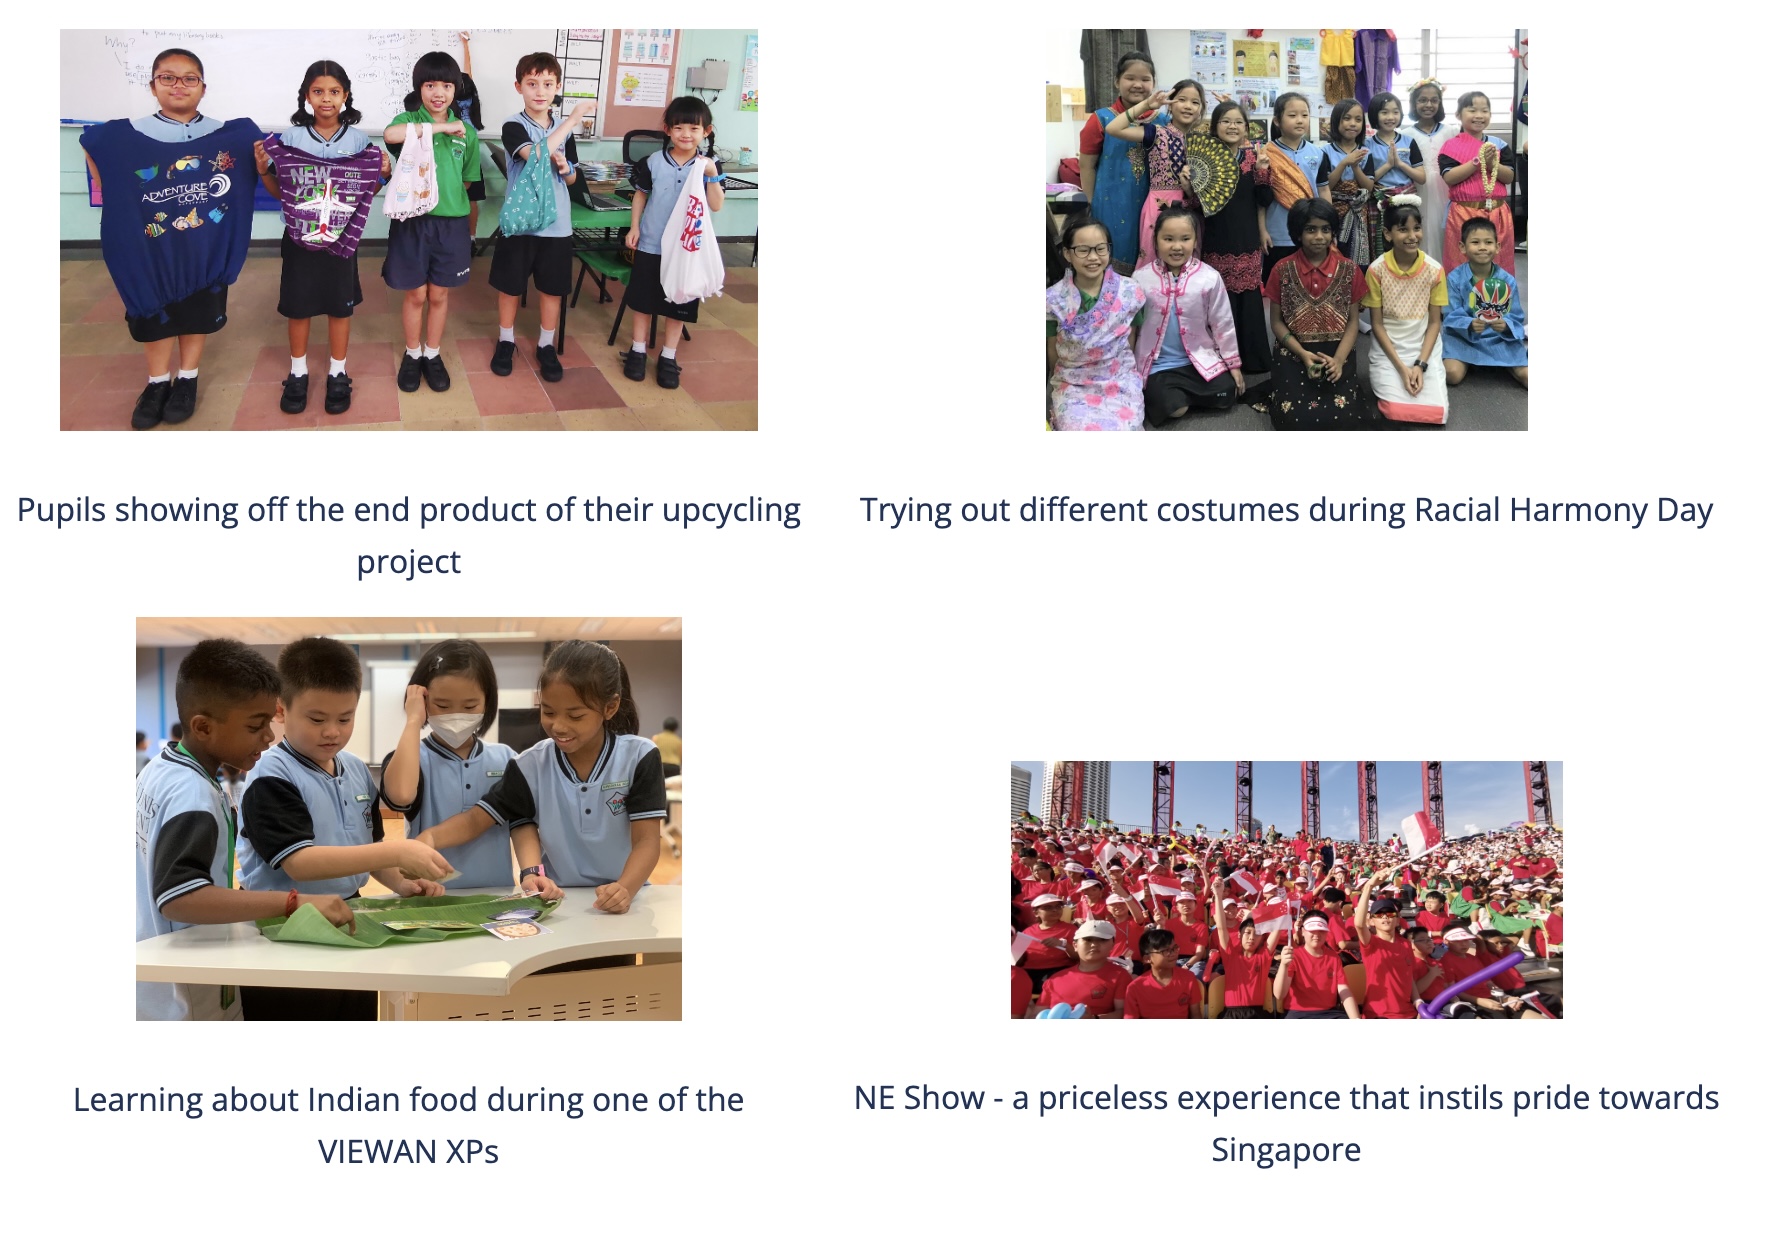 Why?
ADVENTURE
COVE
NEW
YORK
Pupils showing off the end product of their upcycling
project
Trying out different costumes during Racial Harmony Day
Learning about Indian food during one of the
VIEWAN XPs
NE Show - a priceless experience that instils pride towards
Singapore